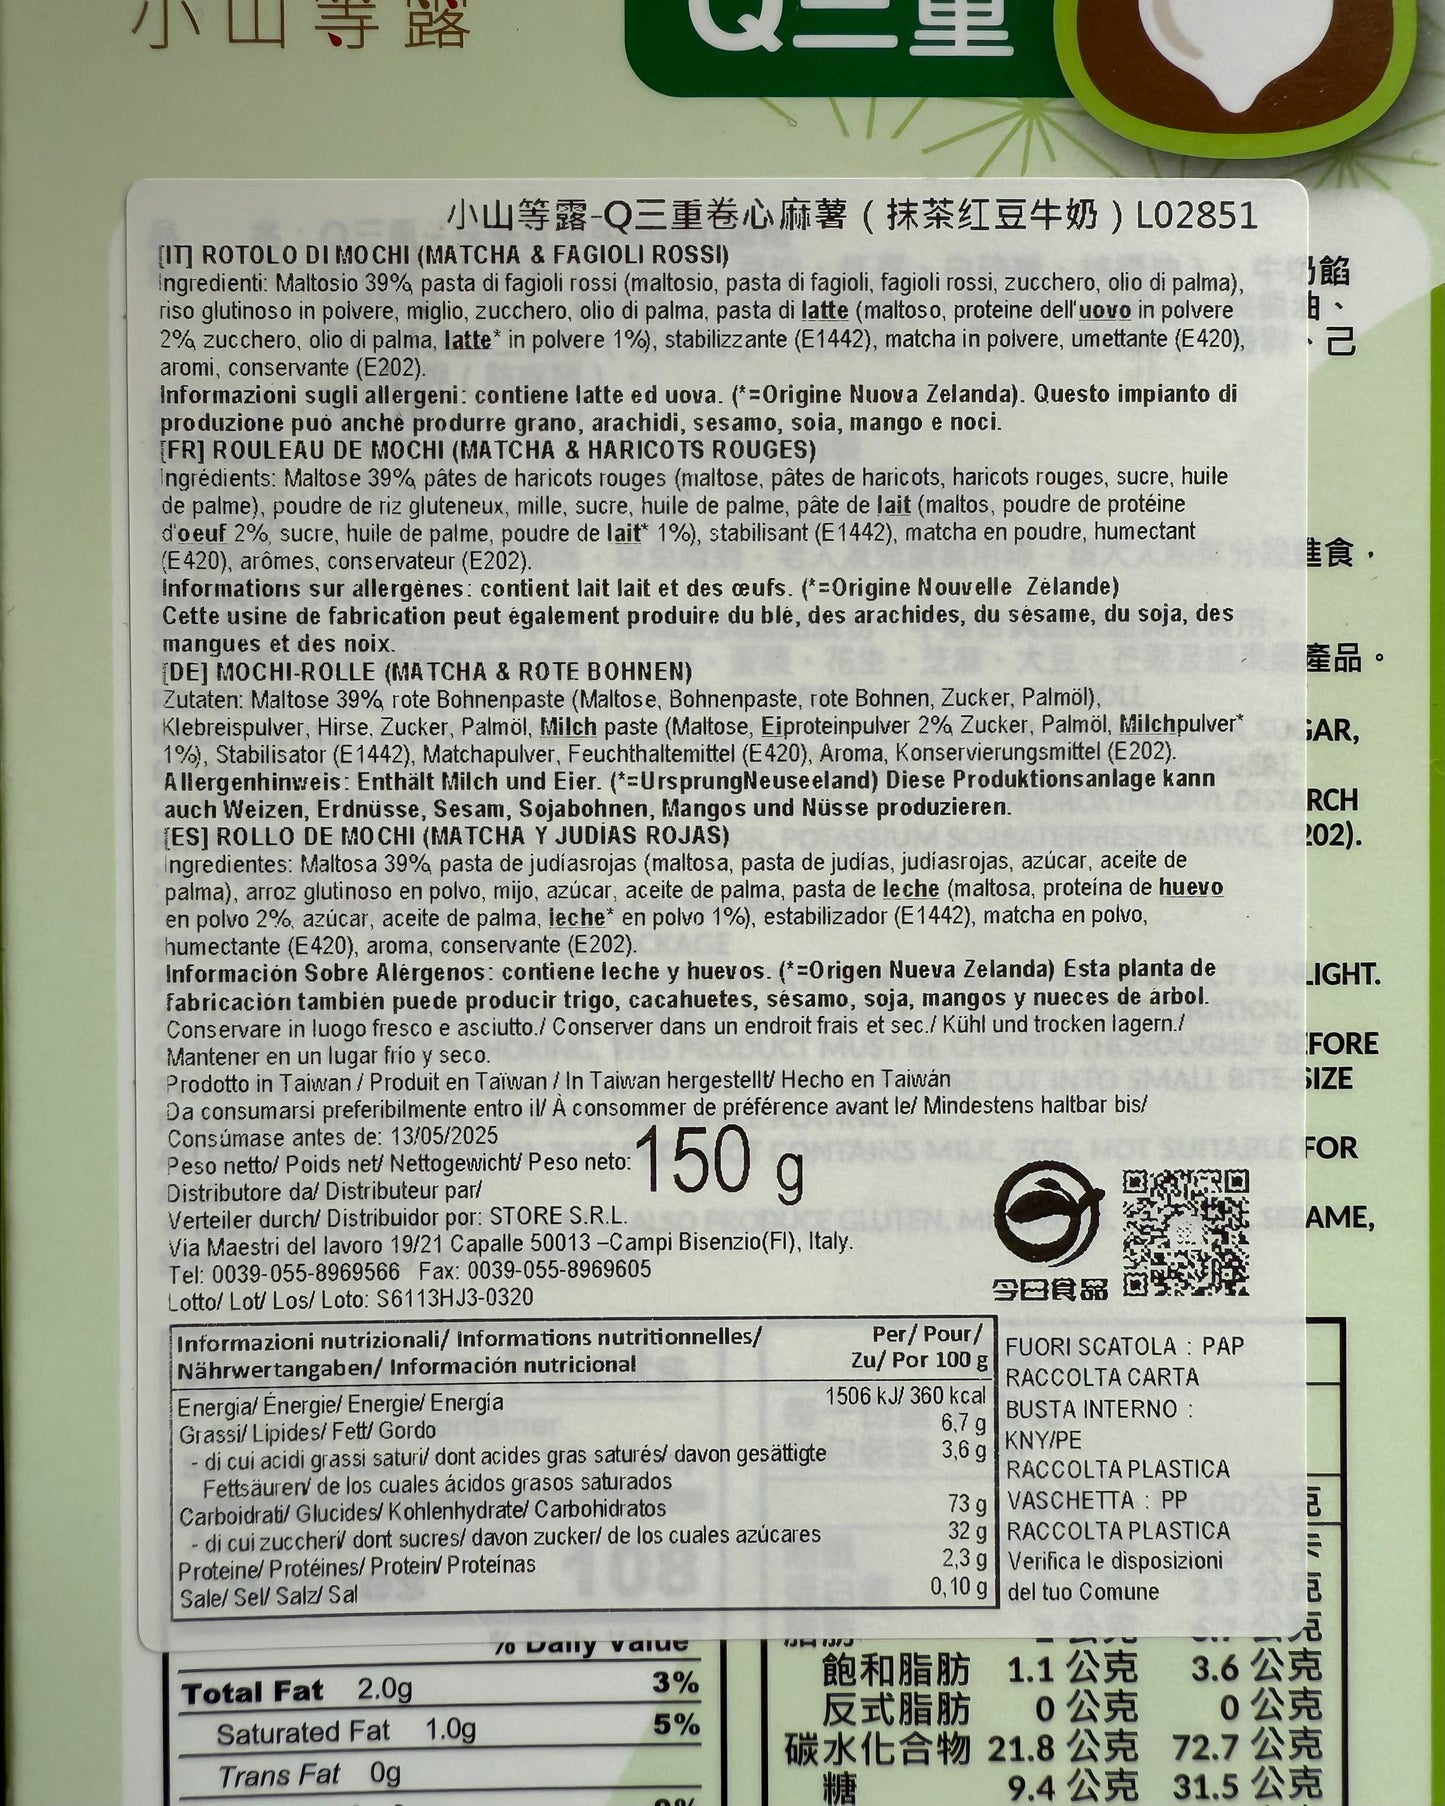 小山等露
Q三重
小山等露-Q三重卷心麻薯（抹茶红豆牛奶）L02851
[IT] ROTOLO DI MOCHI (MATCHA & FAGIOLI ROSSI)
Ingredienti: Maltosio 39%, pasta di fagioli rossi (maltosio, pasta di fagioli, fagioli rossi, zucchero, olio di palma),
riso glutinoso in polvere, miglio, zucchero, olio di palma, pasta di latte (maltoso, proteine dell'uovo in polvere
2%, zucchero, olio di palma, latte* in polvere 1%), stabilizzante (E1442), matcha in polvere, umettante (E420),
aromi, conservante (E202).
Informazioni sugli allergeni: contiene latte ed uova. (*=Origine Nuova Zelanda). Questo impianto di
produzione può anche produrre grano, arachidi, sesamo, soia, mango e noci.
[FR] ROULEAU DE MOCHI (MATCHA & HARICOTS ROUGES)
Ingrédients: Maltose 39%, pâtes de haricots rouges (maltose, pâtes de haricots, haricots rouges, sucre, huile
de palme), poudre de riz gluteneux, mille, sucre, huile de palme, pâte de lait (maltos, poudre de protéine
d'oeuf 2%, sucre, huile de palme, poudre de lait* 1%), stabilisant (E1442), matcha en poudre, humectant
(E420), arômes, conservateur (E202).
Informations sur allergènes: contient lait lait et des œufs. (*=Origine Nouvelle Zélande)
Cette usine de fabrication peut également produire du blé, des arachides, du sésame, du soja, des
mangues et des noix.
[DE] MOCHI-ROLLE (MATCHA & ROTE BOHNEN)
Zutaten: Maltose 39%, rote Bohnenpaste (Maltose, Bohnenpaste, rote Bohnen, Zucker, Palmöl),
Klebreispulver, Hirse, Zucker, Palmöl, Milch paste (Maltose, Eiproteinpulver 2%, Zucker, Palmöl, Milchpulver*
1%), Stabilisator (E1442), Matchapulver, Feuchthaltemittel (E420), Aroma, Konservierungsmittel (E202).
Allergenhinweis: Enthält Milch und Eier. (*=UrsprungNeuseeland) Diese Produktionsanlage kann
auch Weizen, Erdnüsse, Sesam, Sojabohnen, Mangos und Nüsse produzieren.
[ES] ROLLO DE MOCHI (MATCHA Y JUDÍAS ROJAS)
Ingredientes: Maltosa 39%, pasta de judíasrojas (maltosa, pasta de judías, judíasrojas, azúcar, aceite de
palma), arroz glutinoso en polvo, mijo, azúcar, aceite de palma, pasta de leche (maltosa, proteína de huevo
en polvo 2%, azúcar, aceite de palma, leche* en polvo 1%), estabilizador (E1442), matcha en polvo,
humectante (E420), aroma, conservante (E202).
Información Sobre Alérgenos: contiene leche y huevos. (*=Origen Nueva Zelanda) Esta planta de
fabricación también puede producir trigo, cacahuetes, sésamo, soja, mangos y nueces de árbol.
Conservare in luogo fresco e asciutto./ Conserver dans un endroit frais et sec./ Kühl und trocken lagern./
Mantener en un lugar frío y seco.
Prodotto in Taiwan / Produit en Taïwan / In Taiwan hergestellt/ Hecho en Taiwán
Da consumarsi preferibilmente entro il/ À consommer de préférence avant le/ Mindestens haltbar bis/
Consúmase antes de: 13/05/2025
Peso netto/ Poids net/ Nettogewicht/ Peso neto: 150 g
Distributore da/ Distributeur par/
Verteiler durch/ Distribuidor por: STORE S.R.L.
Via Maestri del lavoro 19/21 Capalle 50013 –Campi Bisenzio(FI), Italy.
Tel: 0039-055-8969566 Fax: 0039-055-8969605
Lotto/ Lot/ Los/ Loto: S6113HJ3-0320
今日食品
Informazioni nutrizionali/ Informations nutritionnelles/ Per/ Pour/
Nährwertangaben/ Información nutricional Zu/ Por 100 g
Energia/ Énergie/ Energie/ Energía 1506 kJ/ 360 kcal
Grassi/ Lipides/ Fett/ Gordo 6,7 g
- di cui acidi grassi saturi/ dont acides gras saturés/ davon gesättigte 3,6 g
Fettsäuren/ de los cuales ácidos grasos saturados
Carboidrati/ Glucides/ Kohlenhydrate/ Carbohidratos 73 g
- di cui zuccheri/ dont sucres/ davon zucker/ de los cuales azúcares 32 g
Proteine/ Protéines/ Protein/ Proteínas 2,3 g
Sale/ Sel/ Salz/ Sal 0,10 g
FUORI SCATOLA : PAP
RACCOLTA CARTA
BUSTA INTERNO :
KNY/PE
RACCOLTA PLASTICA
VASCHETTA : PP
RACCOLTA PLASTICA
Verifica le disposizioni
del tuo Comune
餡
、
、己
進食，
產品。
GAR,
RCH
E202).
LIGHT.
EFORE
SIZE
FOR
AME,
% Daily Value
Total Fat 2.0g 3%
Saturated Fat 1.0g 5%
Trans Fat 0g
飽和脂肪 1.1 公克 3.6 公克
反式脂肪 0 公克 0 公克
碳水化合物 21.8 公克 72.7 公克
糖 9.4 公克 31.5 公克